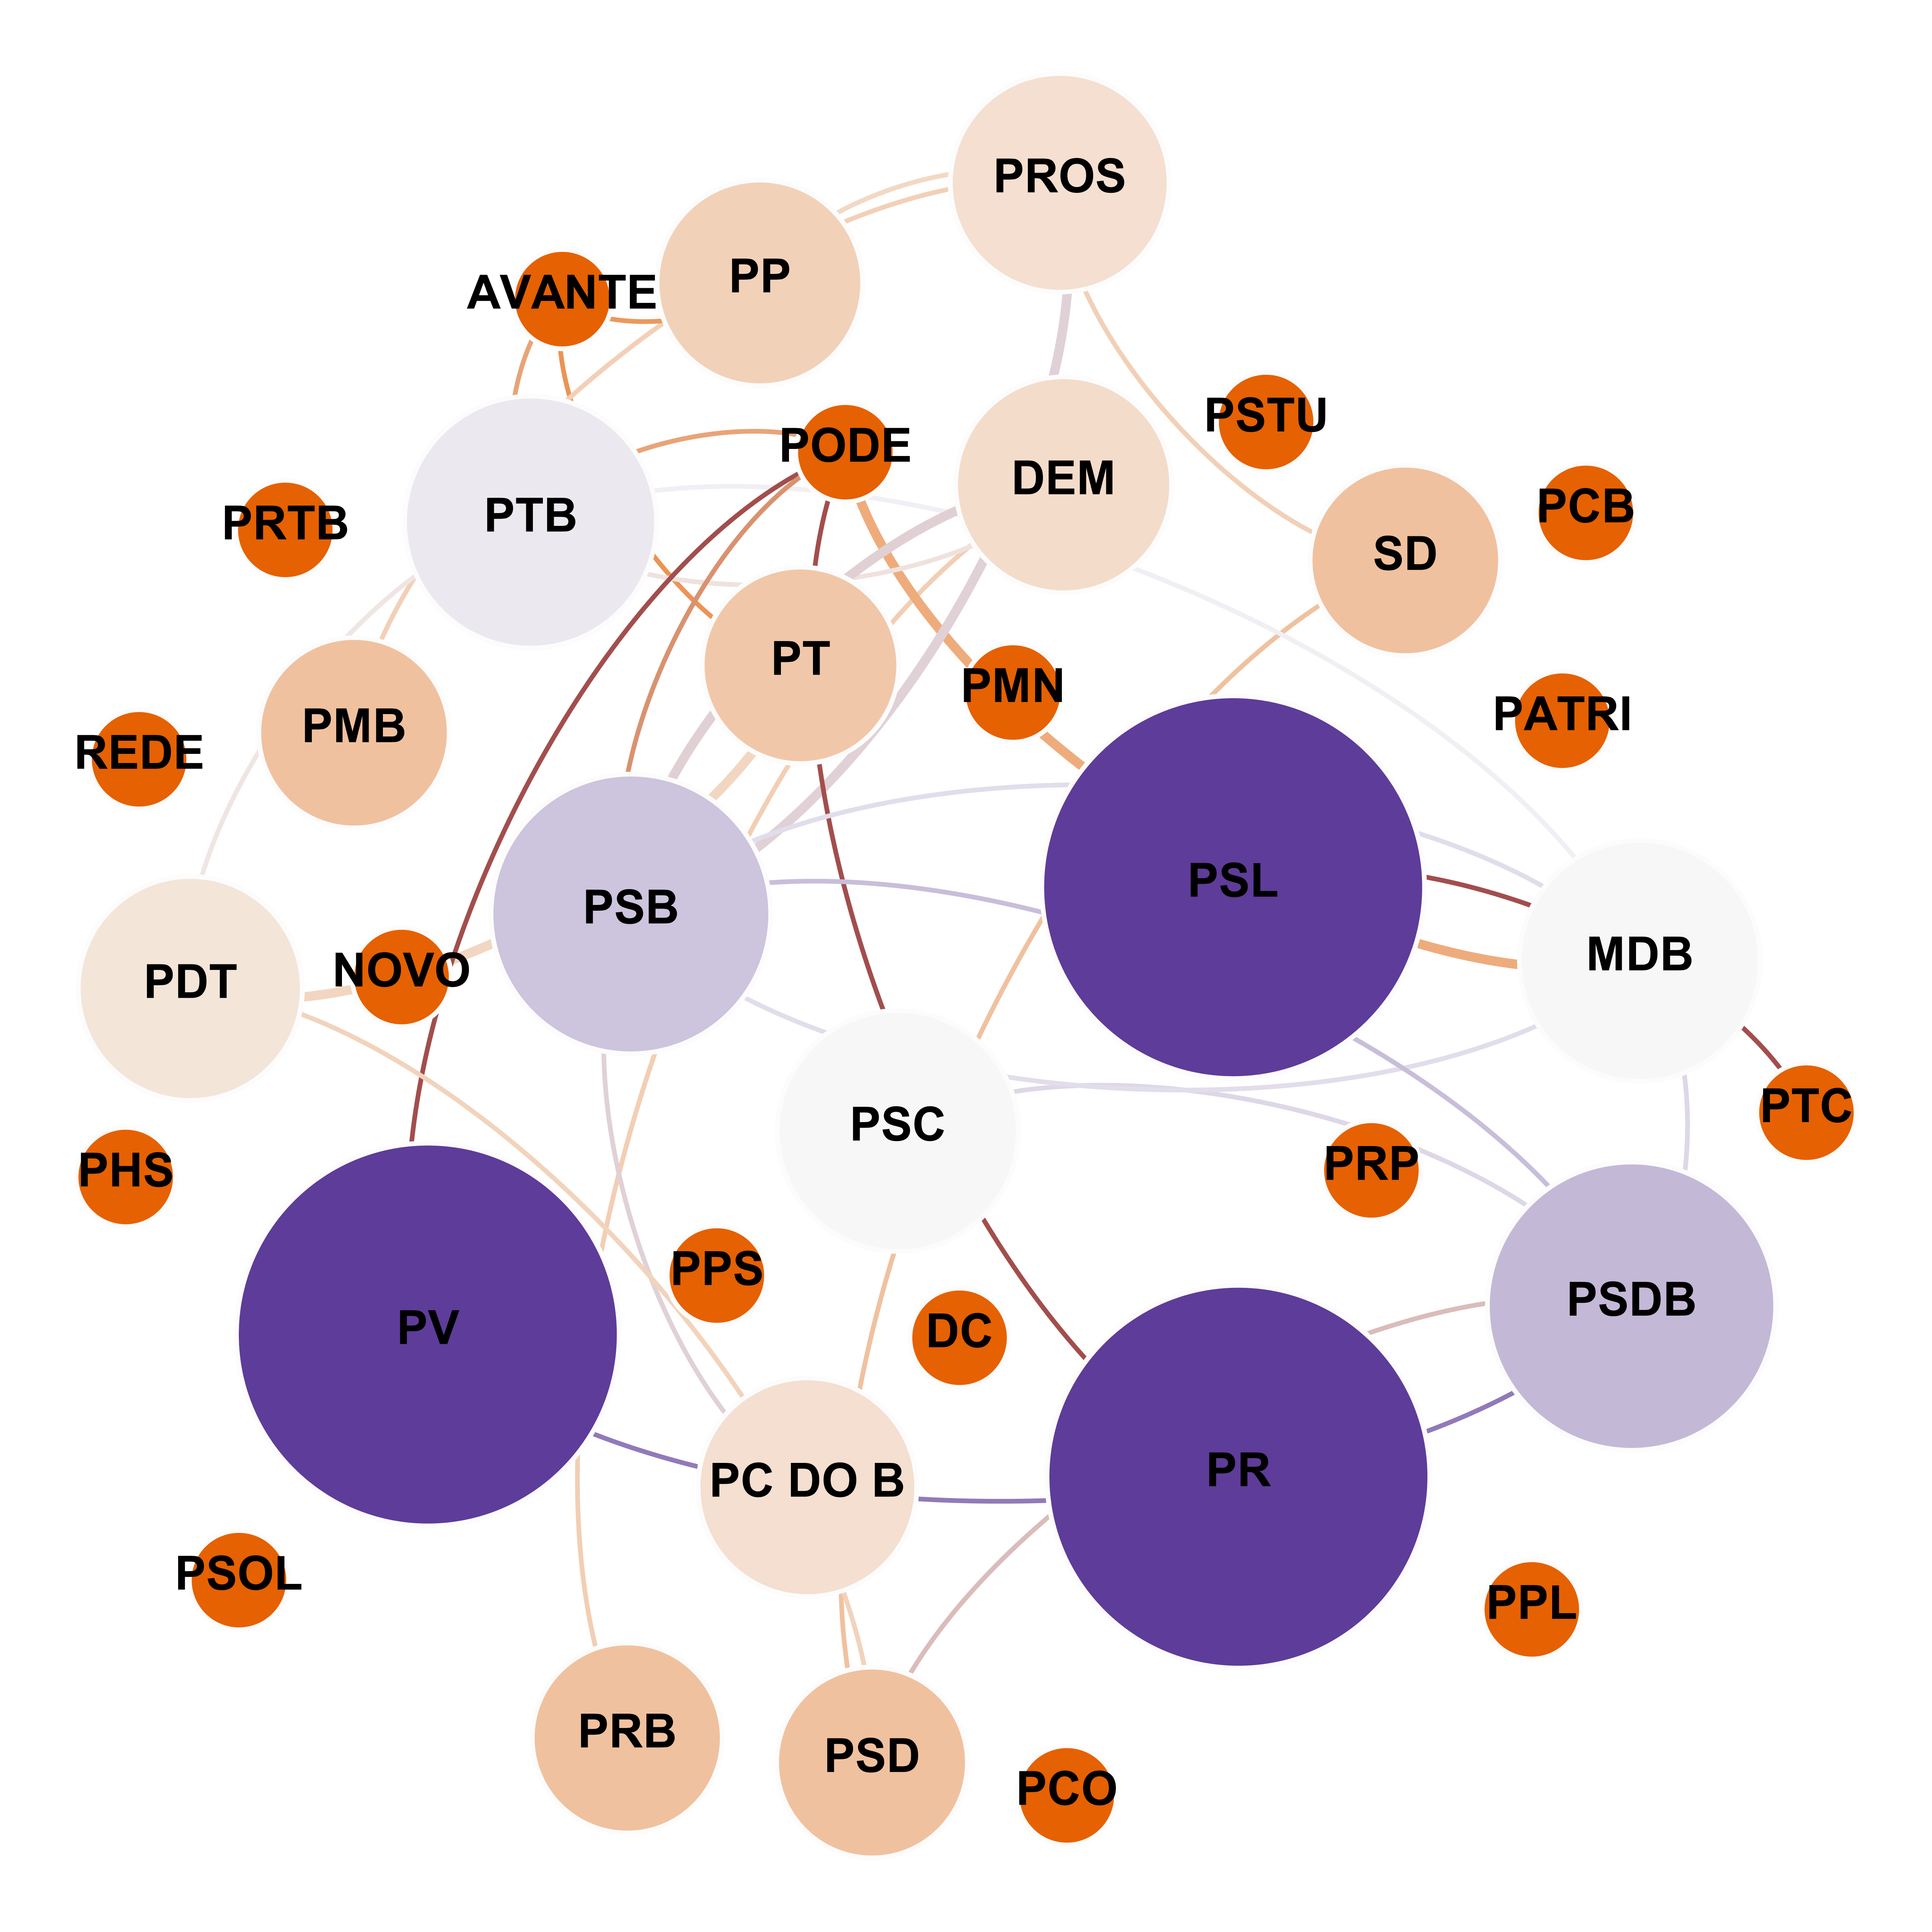 PROS
PP
AVANTE
PSTU
PODE
DEM
PCB
PTB
PRTB
SD
PT
PMN
PATRI
PMB
REDE
PSL
PSB
MDB
NOVO
PDT
PTC
PSC
PRP
PHS
PPS
PSDB
PV
DC
PR
PC DO B
PSOL
PPL
PRB
PSD
PCO